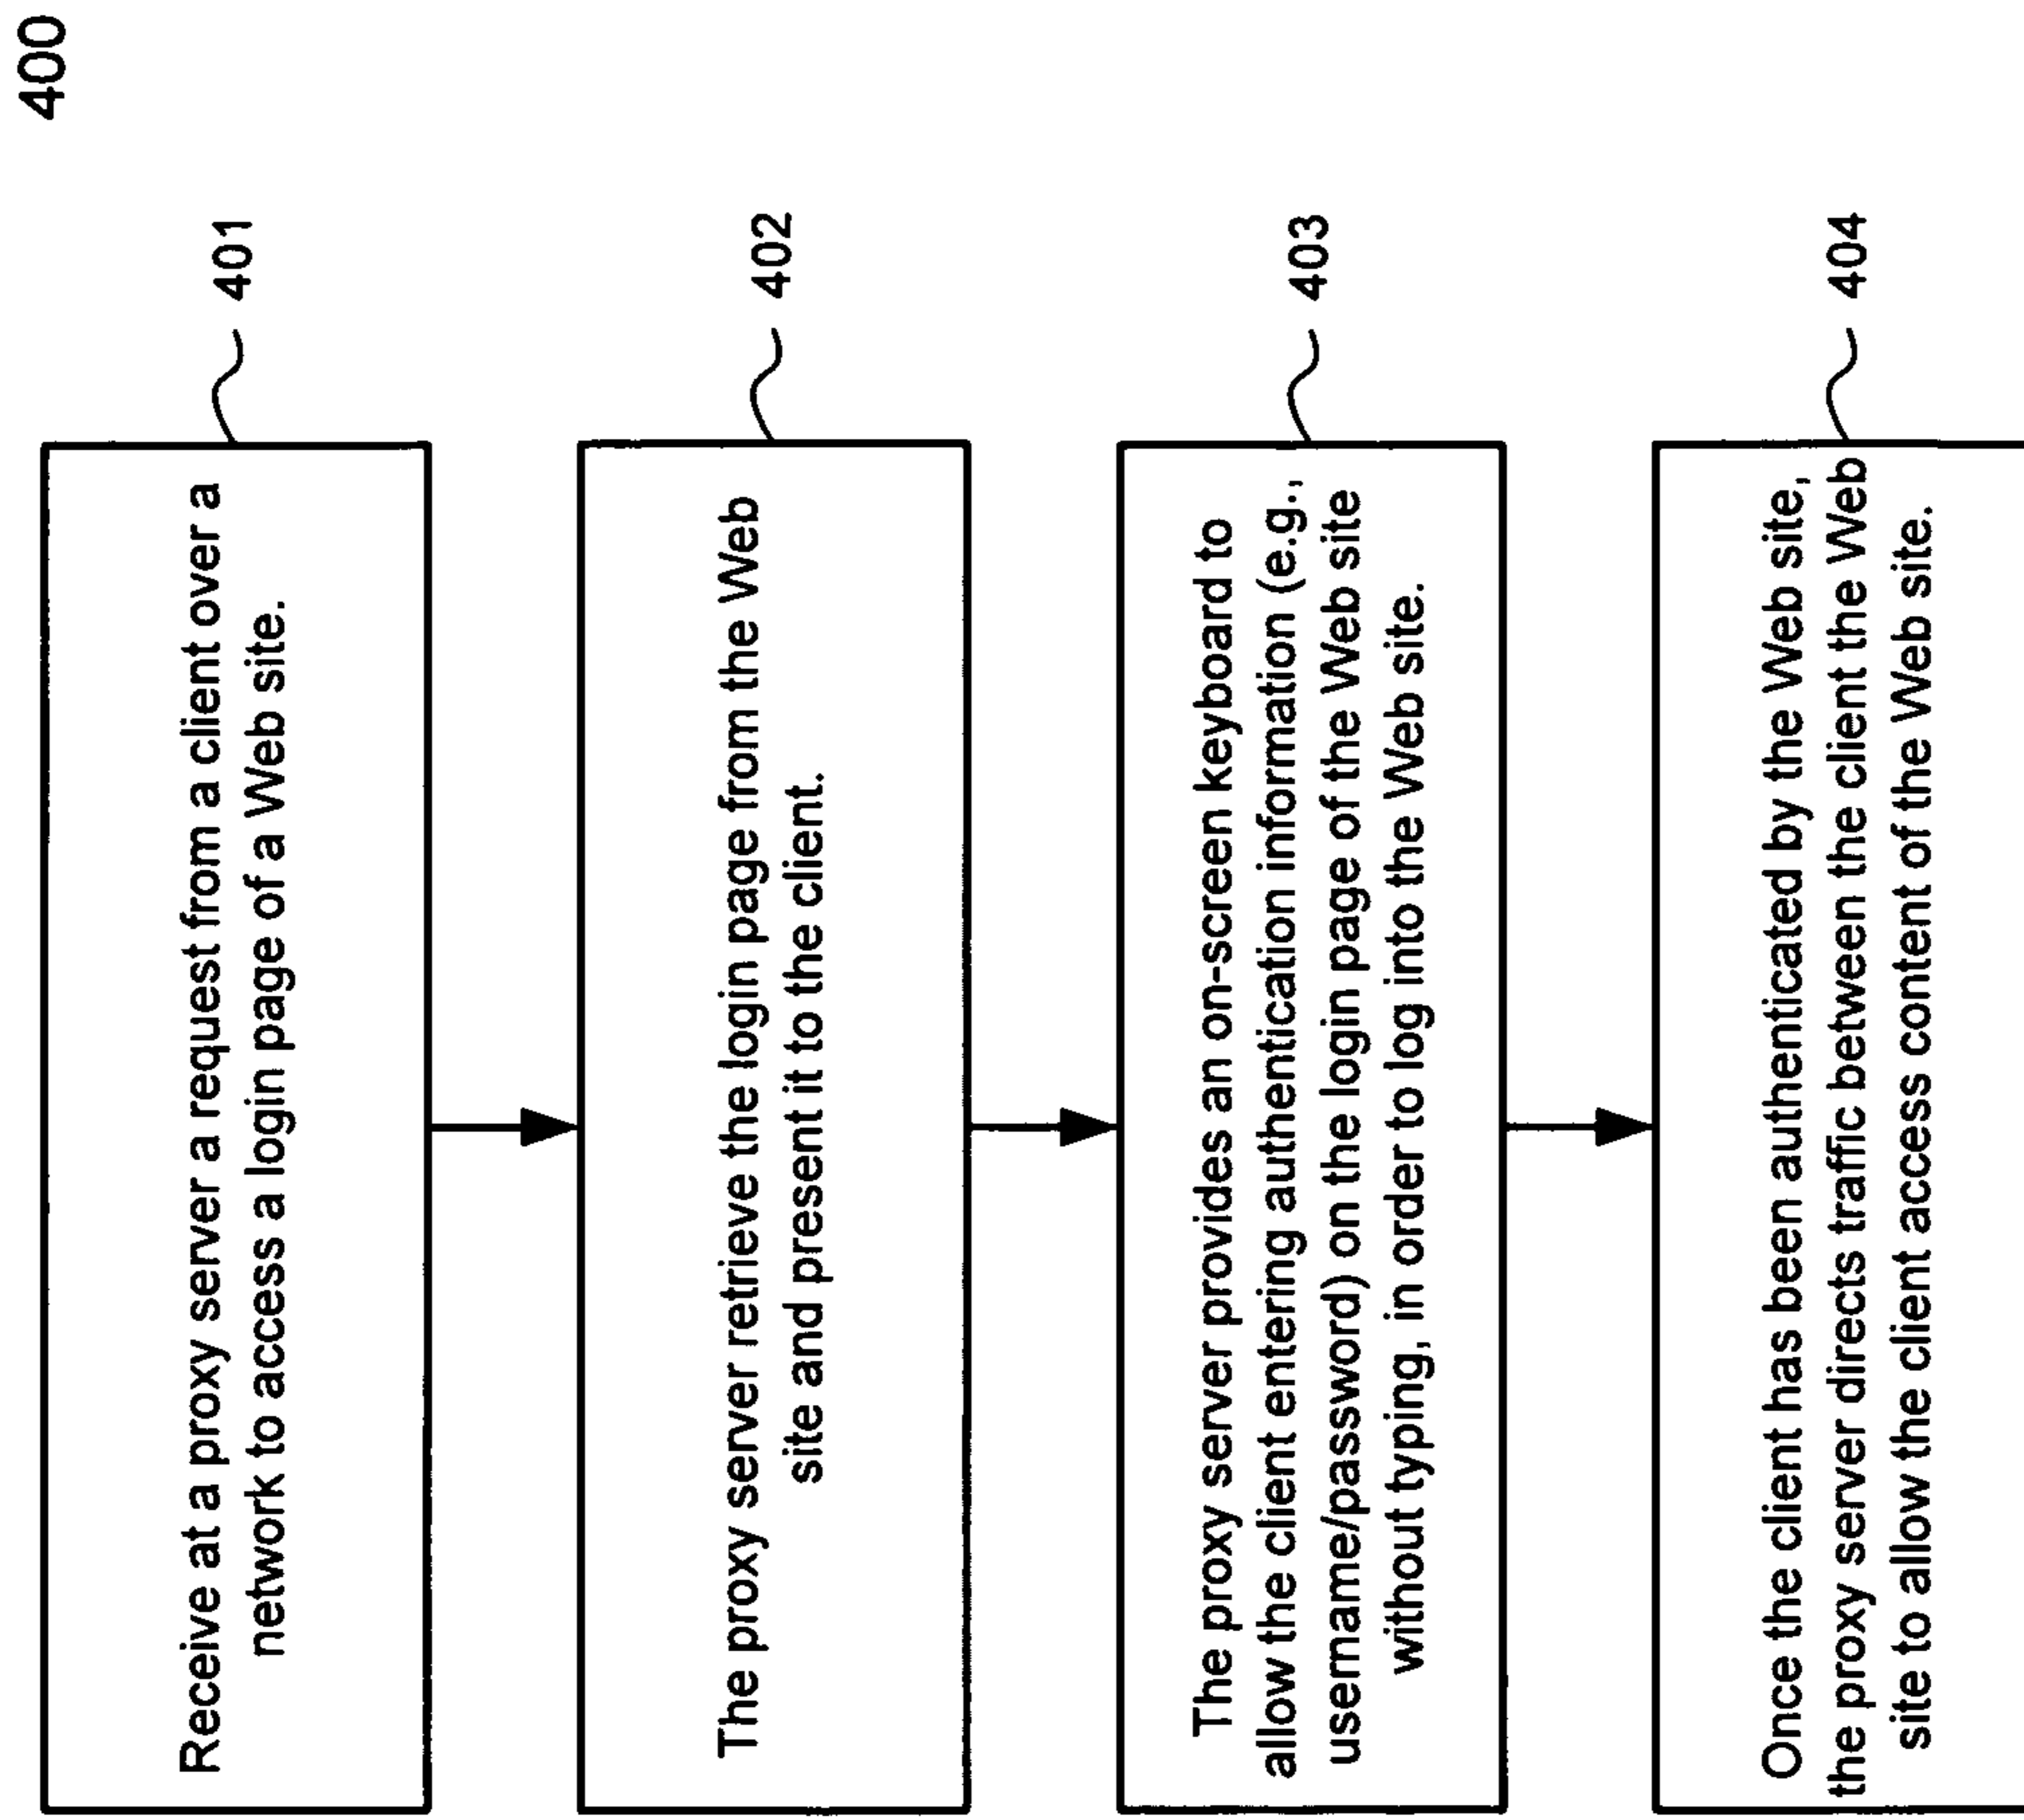 400
Receive at a proxy server a request from a client over a
network to access a login page of a Web site.
401
The proxy server retrieve the login page from the Web
site and present it to the client.
402
The proxy server provides an on-screen keyboard to
allow the client entering authentication information (e.g.,
username/password) on the login page of the Web site
without typing, in order to log into the Web site.
403
Once the client has been authenticated by the Web site,
the proxy server directs traffic between the client the Web
site to allow the client access content of the Web site.
404